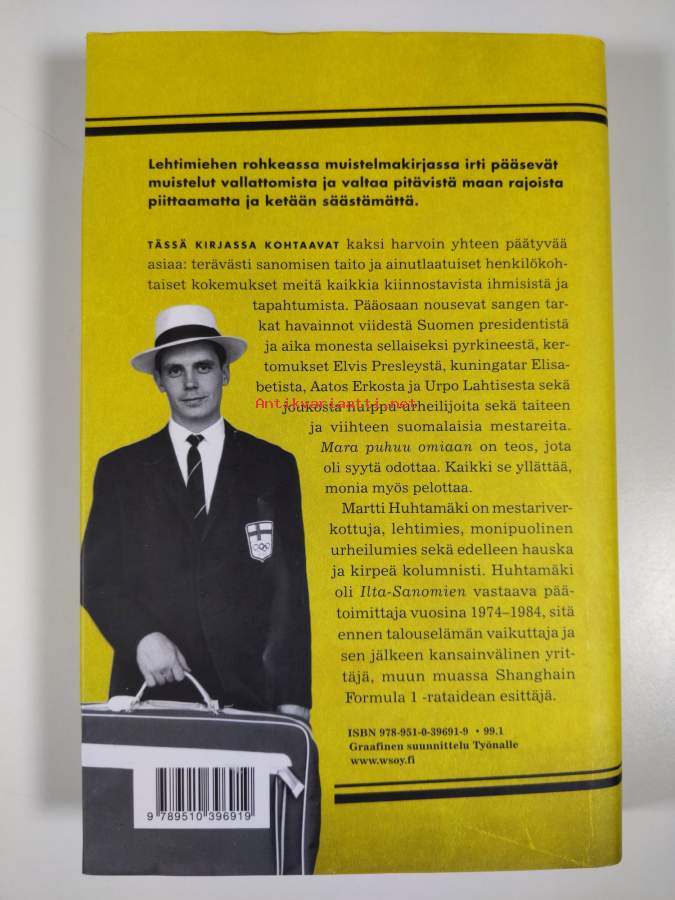 Lehtimiehen rohkeassa muistelmakirjassa irti pääsevät
muistelut vallattomista ja valtaa pitävistä maan rajoista
piittaamatta ja ketään säästämättä.
TÄSSÄ KIRJASSA KOHTAAVAT kaksi harvoin yhteen päätyvää
asiaa: terävästi sanomisen taito ja ainutlaatuiset henkilökoh-
taiset kokemukset meitä kaikkia kiinnostavista ihmisistä ja
tapahtumista. Pääosaan nousevat sangen tar-
kat havainnot viidestä Suomen presidentistä
ja aika monesta sellaiseksi pyrkineestä, ker-
tomukset Elvis Presleystä, kuningatar Elisa-
betista, Aatos Erkosta ja Urpo Lahtisesta sekä
Antikvariaatti.net
joukosta huippu-urheilijoita sekä taiteen
ja viihteen suomalaisia mestareita.
Mara puhuu omiaan on teos, jota
oli syytä odottaa. Kaikki se yllättää,
monia myös pelottaa.
Martti Huhtamäki on mestariver-
kottuja, lehtimies, monipuolinen
urheilumies sekä edelleen hauska
ja kirpeä kolumnisti. Huhtamäki
oli Ilta-Sanomien vastaava pää-
toimittaja vuosina 1974–1984, sitä
ennen talouselämän vaikuttaja ja
sen jälkeen kansainvälinen yrit-
täjä, muun muassa Shanghain
Formula 1 -rataidean esittäjä.
ISBN 978-951-0-39691-9 • 99.1
Graafinen suunnittelu Työnalle
www.wsoy.fi
9 789510 396919